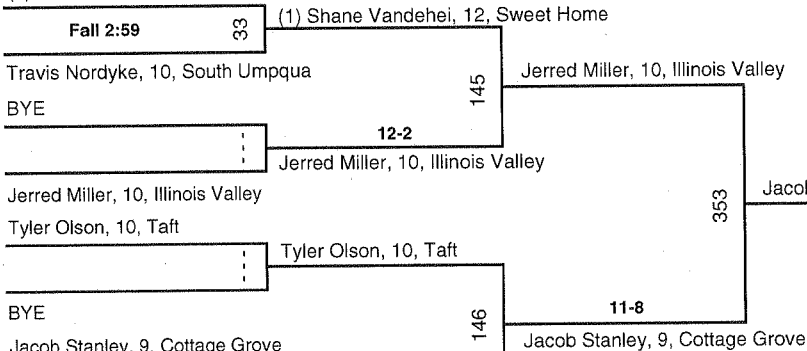 (1) Shane Vandehei, 12, Sweet Home
Fall 2:59
33
Travis Nordyke, 10, South Umpqua
145
Jerred Miller, 10, Illinois Valley
BYE
12-2
Jerred Miller, 10, Illinois Valley
Jerred Miller, 10, Illinois Valley
353
Jacob
Tyler Olson, 10, Taft
Tyler Olson, 10, Taft
BYE
146
11-8
Jacob Stanley, 9, Cottage Grove
Jacob Stanley, 9, Cottage Grove